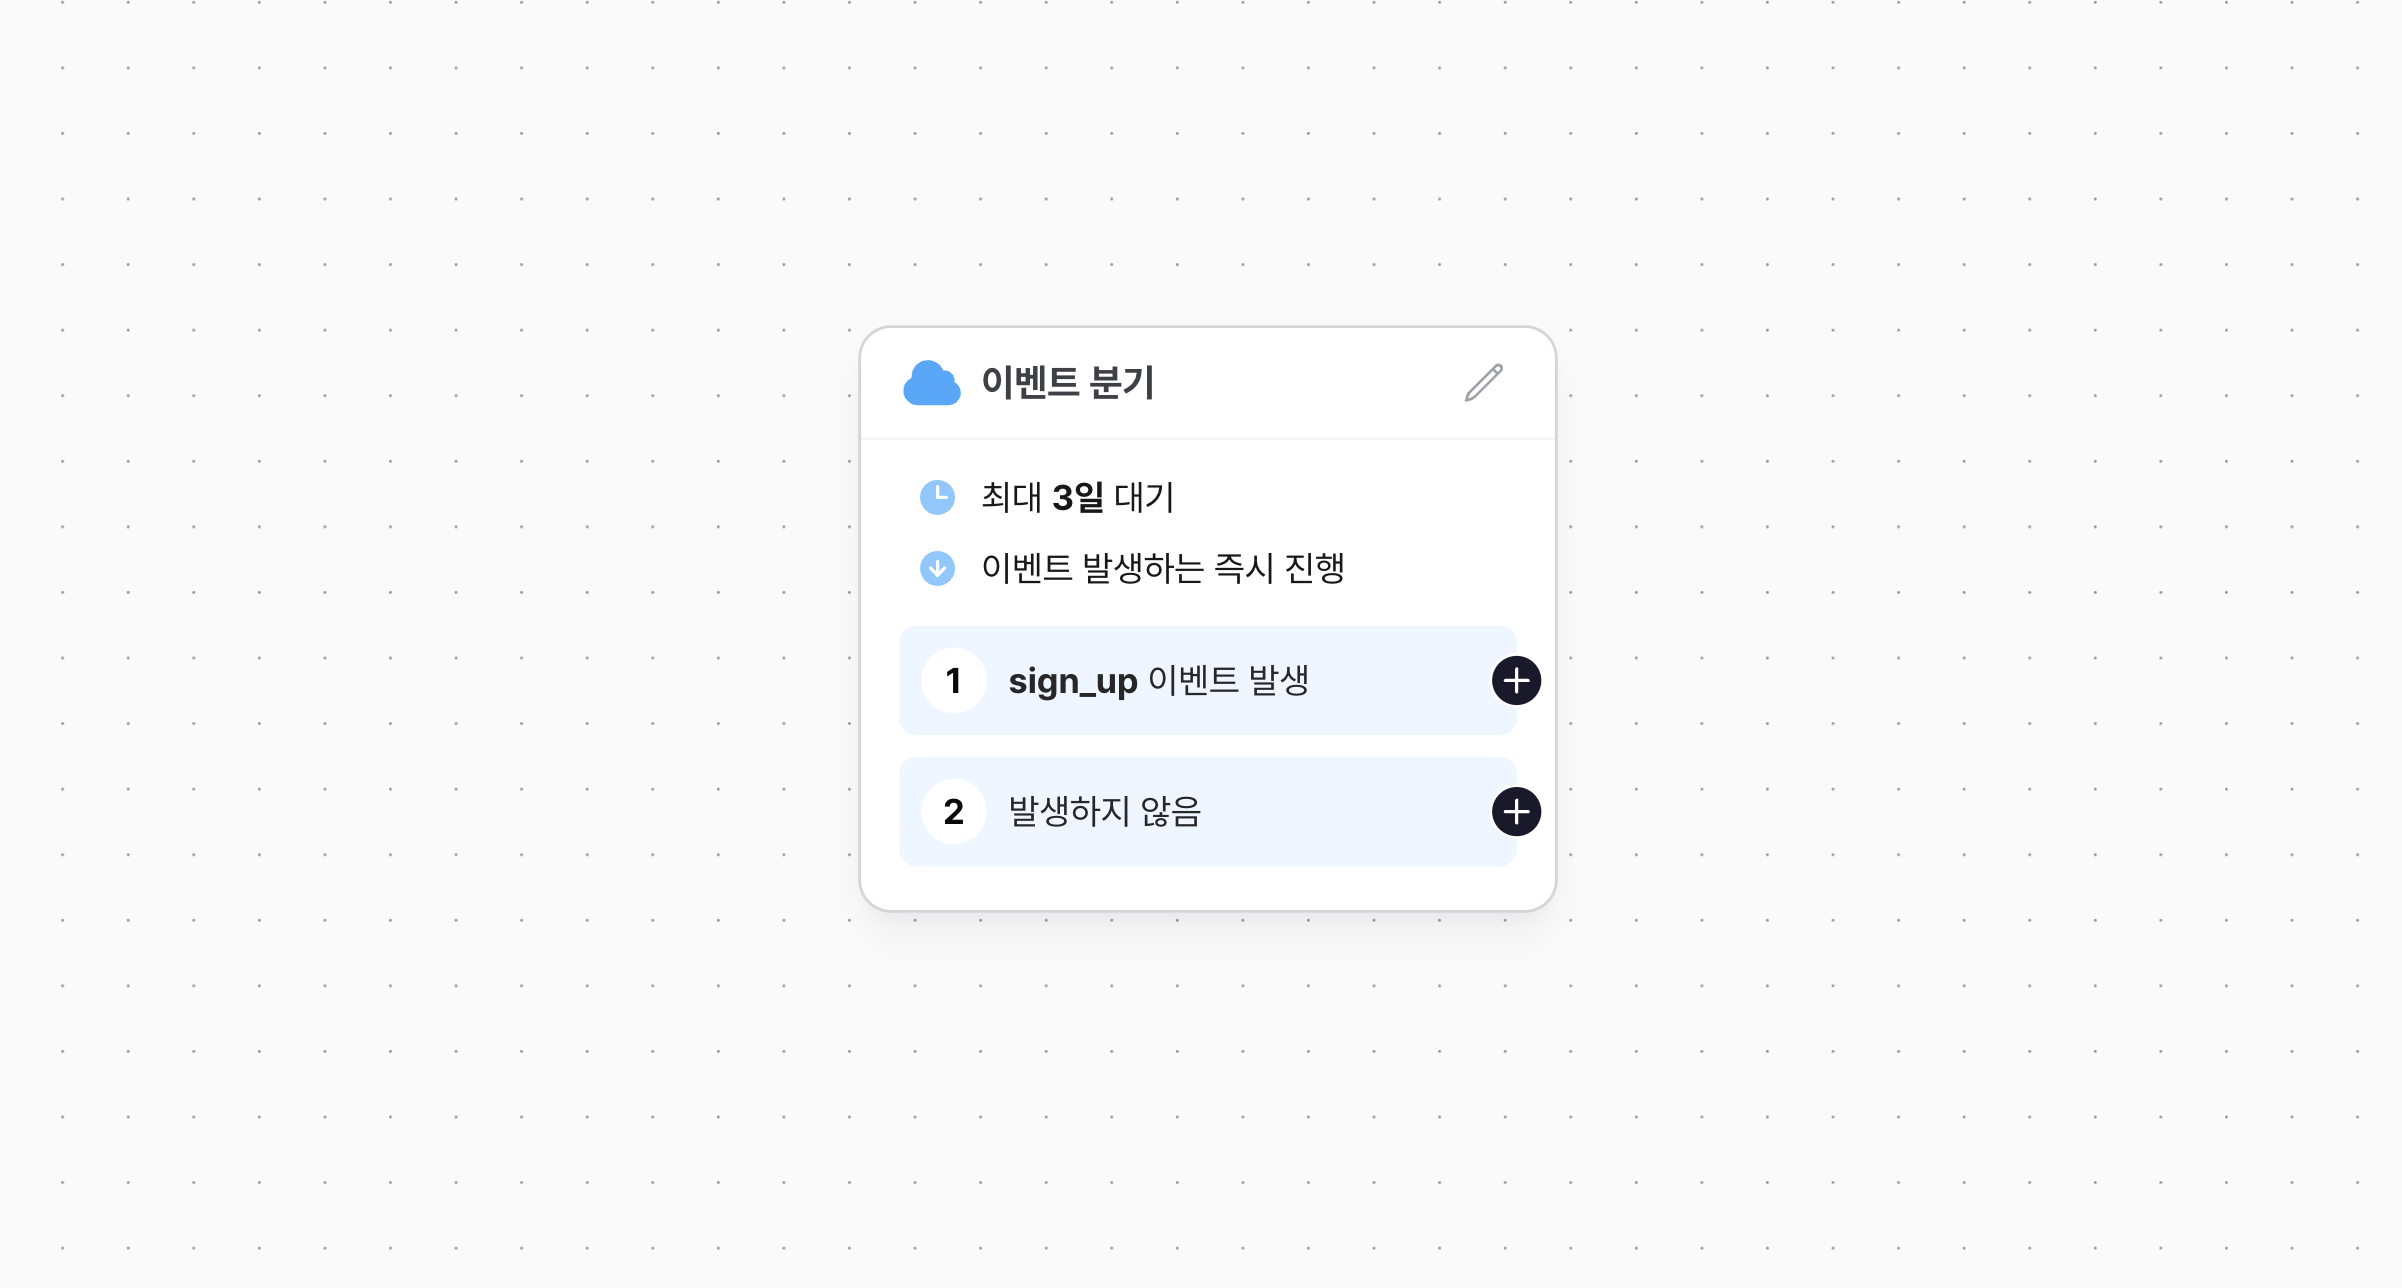 이벤트 분기
최대 3일 대기
이벤트 발생하는 즉시 진행
1 sign_up 이벤트 발생
2 발생하지 않음